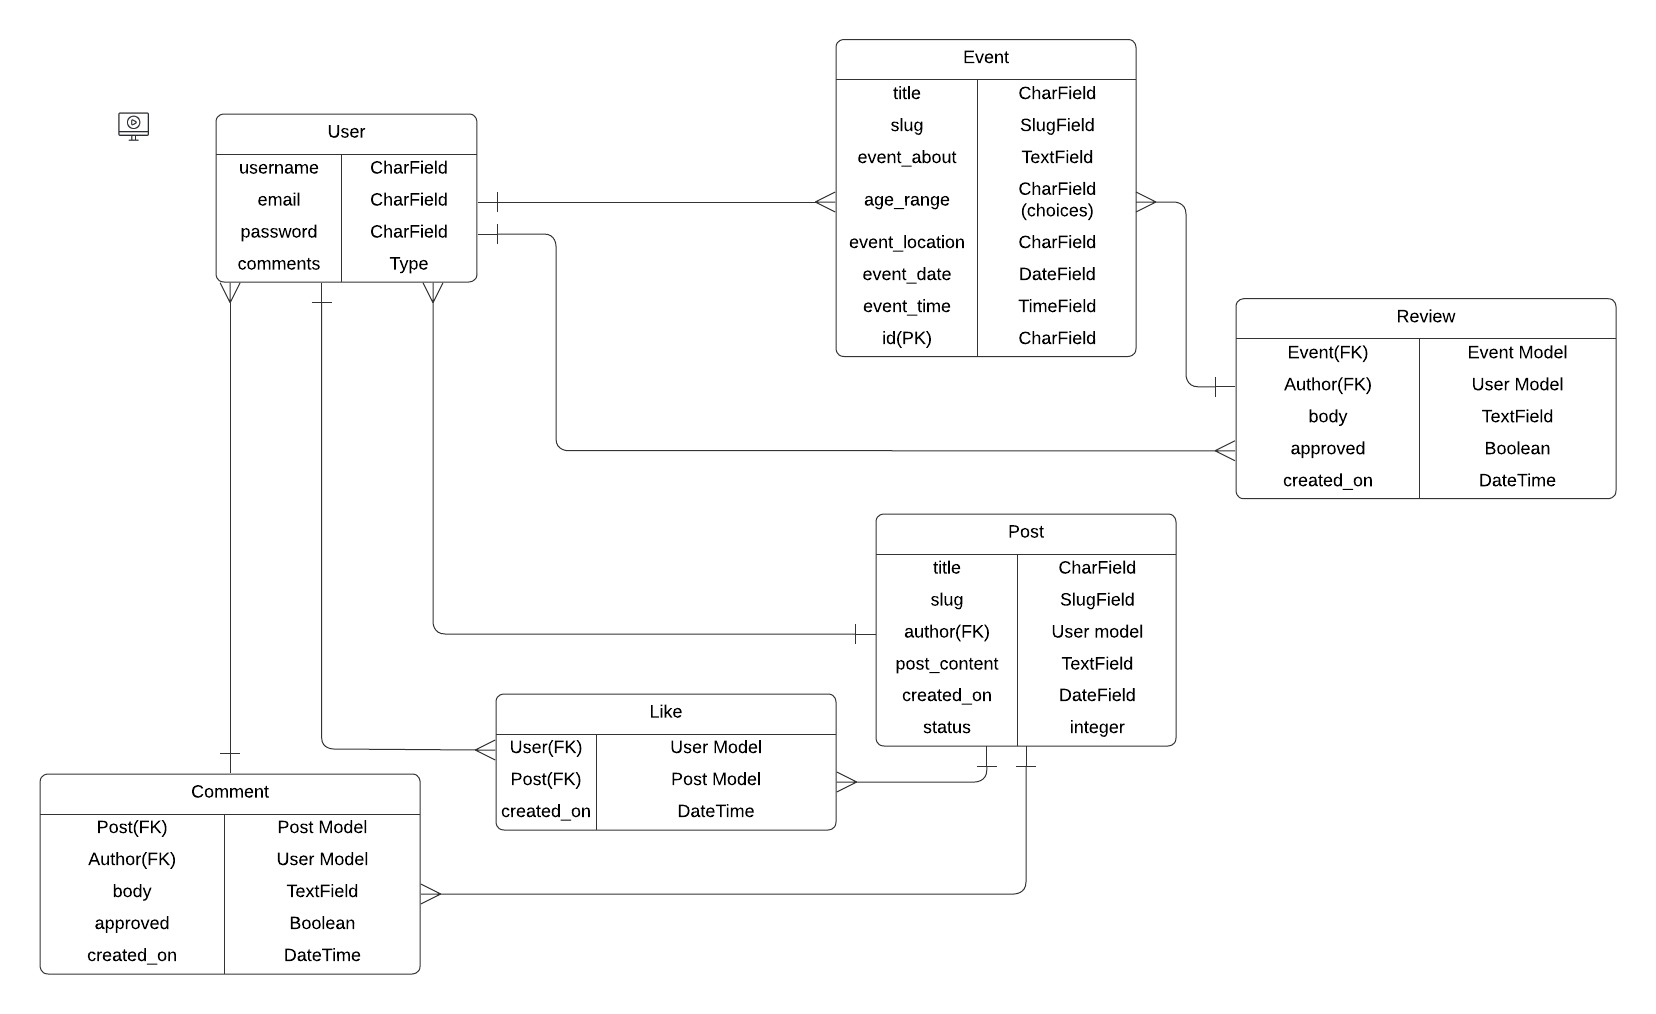 User
username CharField
email CharField
password CharField
comments Type
Event
title CharField
slug SlugField
event_about TextField
age_range CharField
(choices)
event_location CharField
event_date DateField
event_time TimeField
id(PK) CharField
Review
Event(FK) Event Model
Author(FK) User Model
body TextField
approved Boolean
created_on DateTime
Post
title CharField
slug SlugField
author(FK) User model
post_content TextField
created_on DateField
status integer
Like
User(FK) User Model
Post(FK) Post Model
created_on DateTime
Comment
Post(FK) Post Model
Author(FK) User Model
body TextField
approved Boolean
created_on DateTime